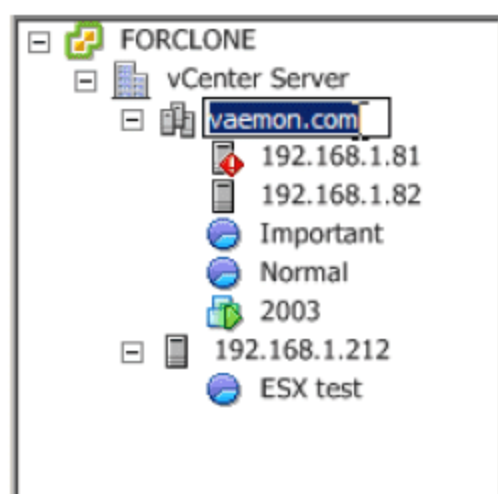 FORCLONE
vCenter Server
vaemon.com
192.168.1.81
192.168.1.82
Important
Normal
2003
192.168.1.212
ESX test